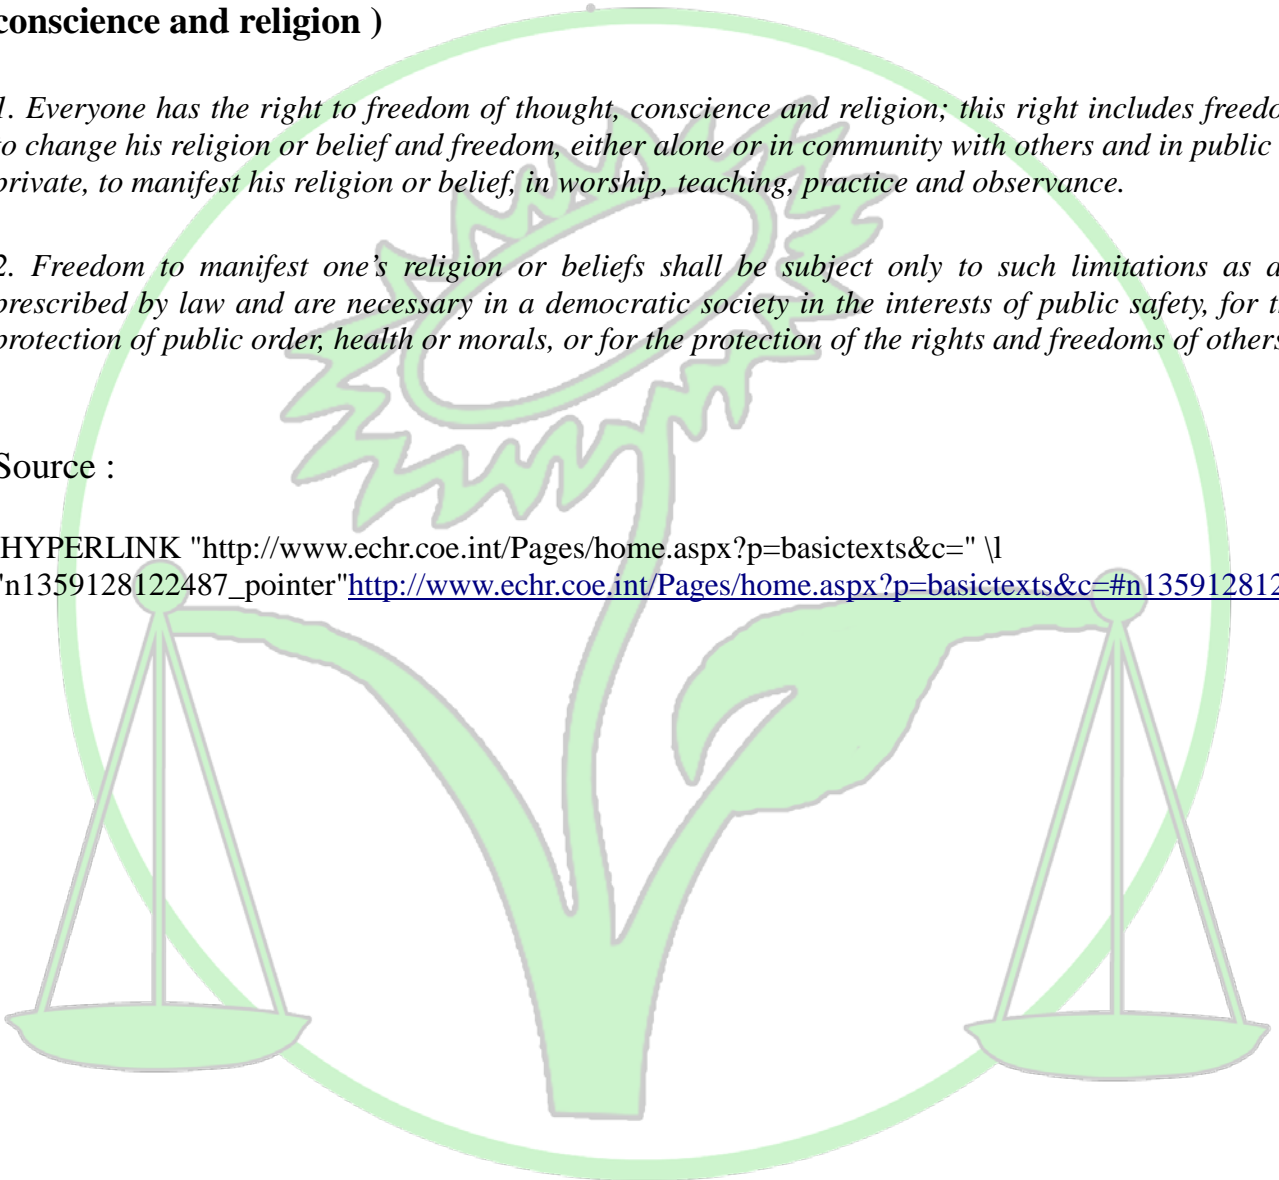 conscience and religion )
1. Everyone has the right to freedom of thought, conscience and religion; this right includes freedo
to change his religion or belief and freedom, either alone or in community with others and in public
private, to manifest his religion or belief, in worship, teaching, practice and observance.
2. Freedom to manifest one’s religion or beliefs shall be subject only to such limitations as a
prescribed by law and are necessary in a democratic society in the interests of public safety, for t
protection of public order, health or morals, or for the protection of the rights and freedoms of others
Source :
HYPERLINK "http://www.echr.coe.int/Pages/home.aspx?p=basictexts&c=" \l
"n1359128122487_pointer"http://www.echr.coe.int/Pages/home.aspx?p=basictexts&c=#n135912812